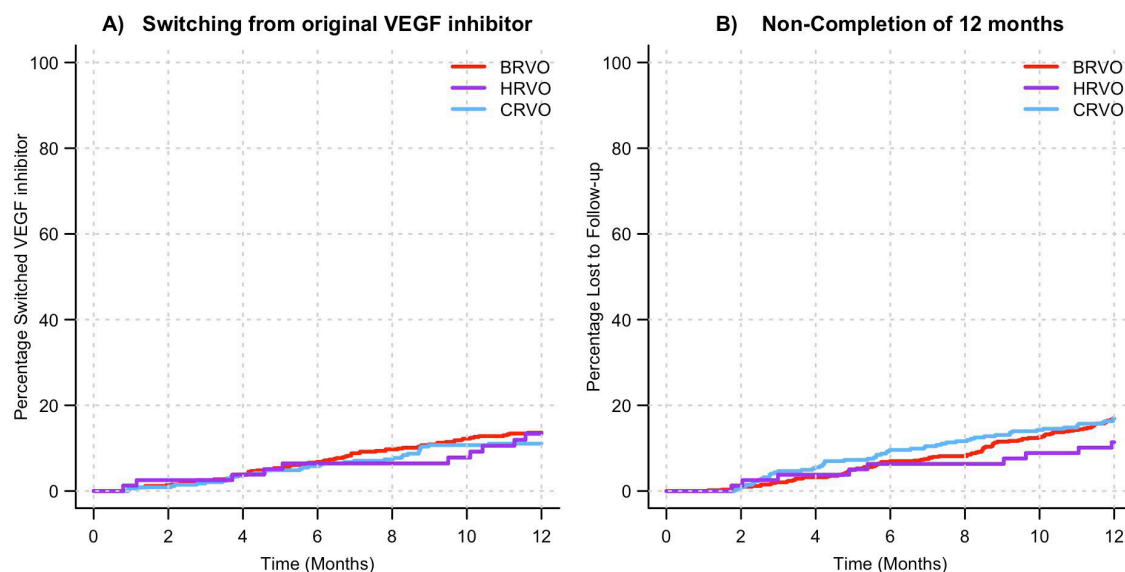 A) Switching from original VEGF inhibitor
BRVO
HRVO
CRVO
100
80
60
40
20
0
Percentage Switched VEGF inhibitor
0 2 4 6 8 10 12
Time (Months)
B) Non-Completion of 12 months
BRVO
HRVO
CRVO
100
80
60
40
20
0
Percentage Lost to Follow-up
0 2 4 6 8 10 12
Time (Months)